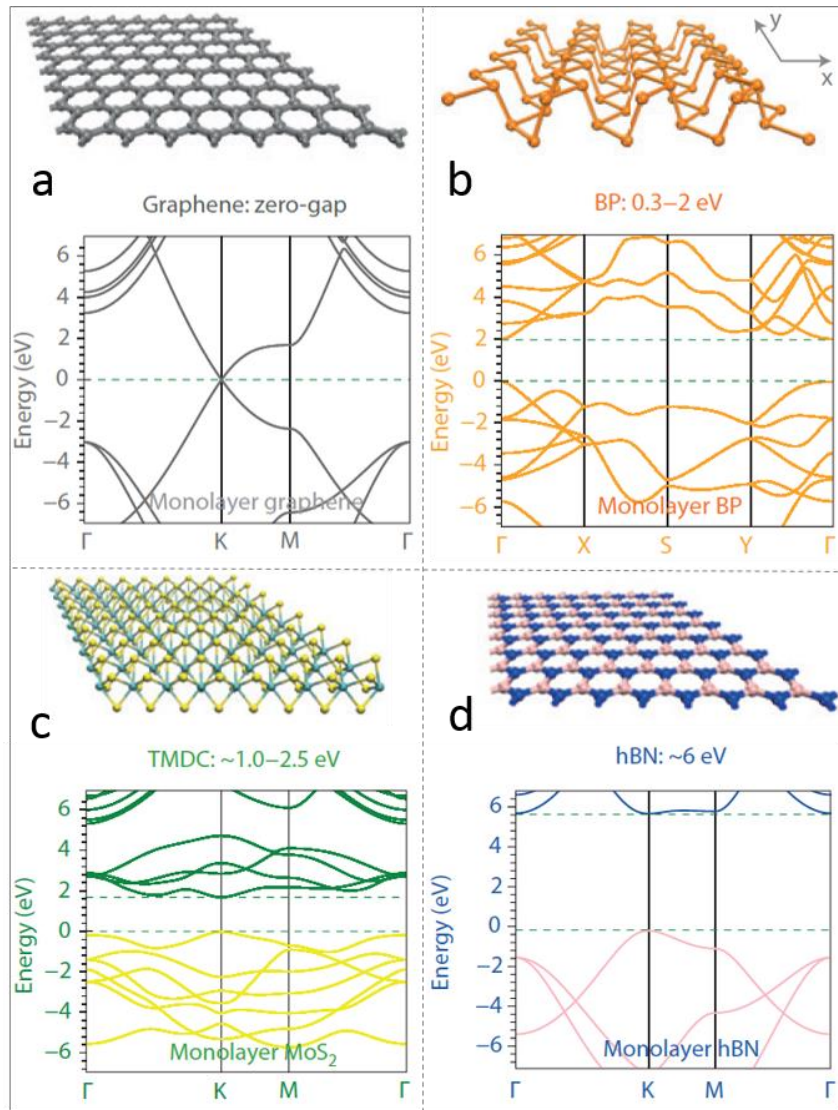 a
Graphene: zero-gap
Energy (eV)
6
4
2
0
−2
−4
−6
Monolayer graphene
Γ
K
M
Γ
y
x
b
BP: 0.3−2 eV
Energy (eV)
6
4
2
0
−2
−4
−6
Monolayer BP
Γ
X
S
Y
Γ
c
TMDC: ~1.0−2.5 eV
Energy (eV)
6
4
2
0
−2
−4
−6
Monolayer MoS₂
Γ
K
M
Γ
d
hBN: ~6 eV
Energy (eV)
6
4
2
0
−2
−4
−6
Monolayer hBN
Γ
K
M
Γ